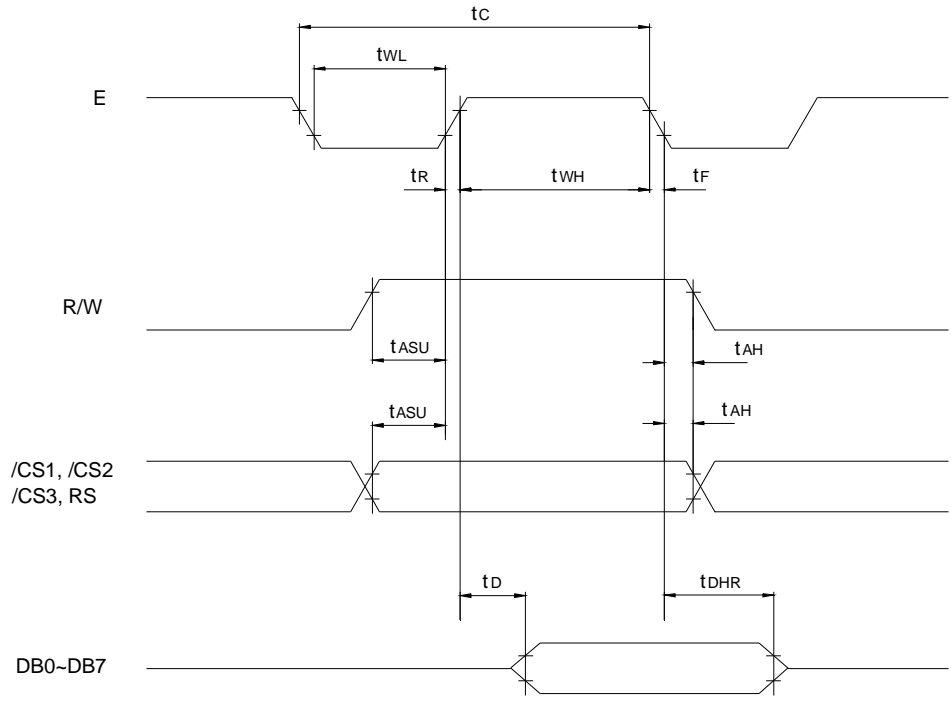 tC
tWL
E
tR
tWH
tF
R/W
tASU
tAH
tASU
tAH
/CS1, /CS2
/CS3, RS
tD
tDHR
DB0~DB7